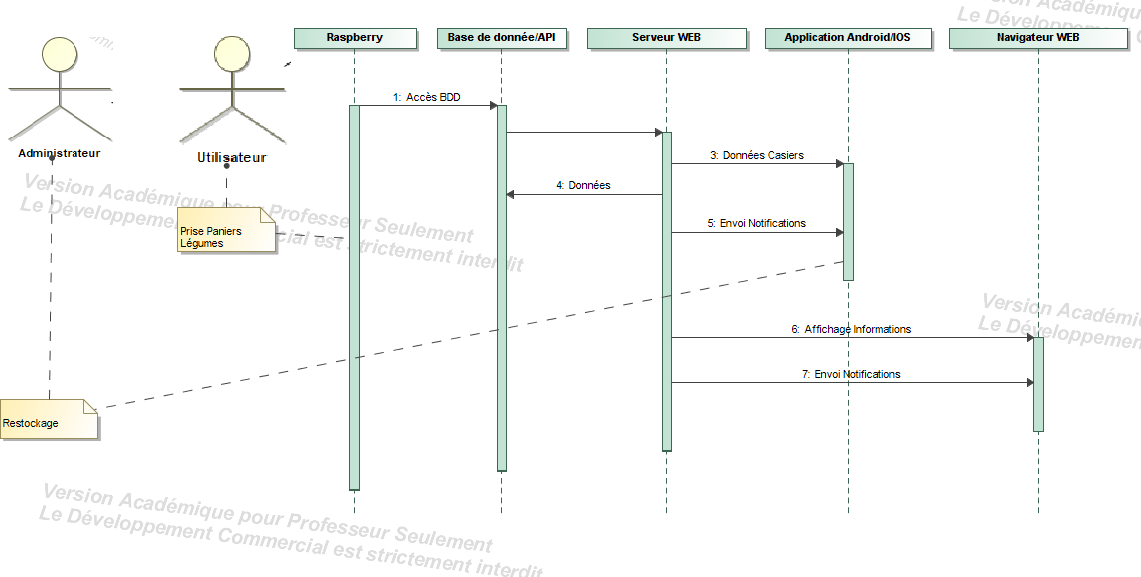 Version Académiqu
Le Développement C
Raspberry
Base de donnée/API
Serveur WEB
Application Android/IOS
Navigateur WEB
1: Accès BDD
Administrateur
Utilisateur
3: Données Casiers
4: Données
Version Académique pour Professeur Seulement
Le Développement Commercial est strictement interdit
Prise Paniers
Légumes
5: Envoi Notifications
Version Académiqu
Le Développement
6: Affichage Informations
7: Envoi Notifications
Restockage
Version Académique pour Professeur Seulement
Le Développement Commercial est strictement interdit